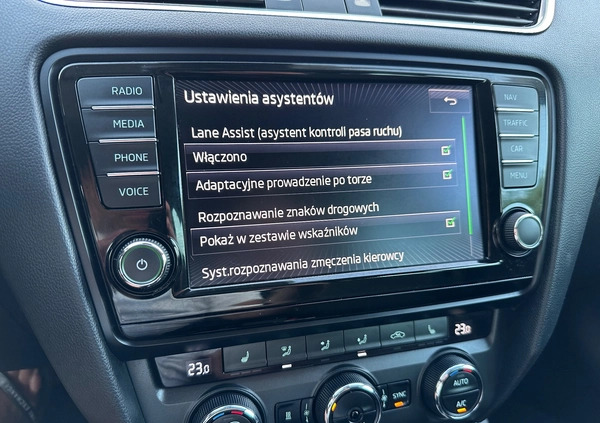 RADIO
MEDIA
PHONE
VOICE
Ustawienia asystentów
Lane Assist (asystent kontroli pasa ruchu)
Włączono
Adaptacyjne prowadzenie po torze
Rozpoznawanie znaków drogowych
Pokaż w zestawie wskaźników
Syst.rozpoznawania zmęczenia kierowcy
NAV
TRAFFIC
CAR
MENU
23.0
23.0
SYNC
AUTO
A/C